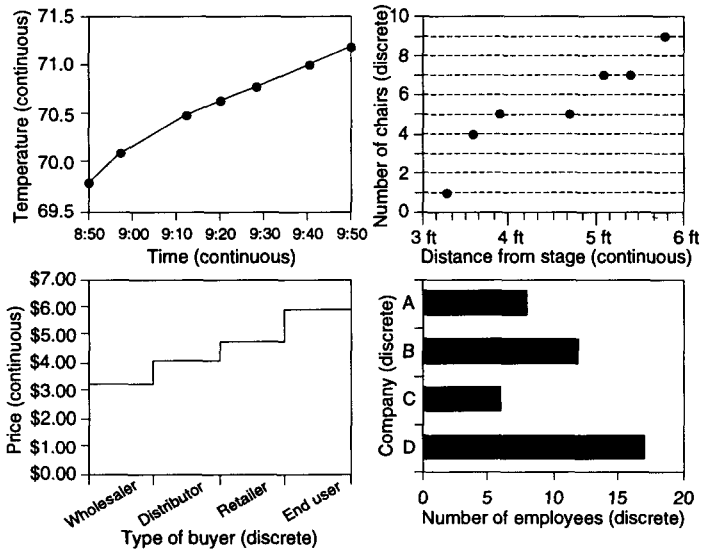 71.5
71.0
70.5
70.0
69.5
Temperature (continuous)
8:50 9:00 9:10 9:20 9:30 9:40 9:50
Time (continuous)
10
8
6
4
2
0
Number of chairs (discrete)
3 ft 4 ft 5 ft 6 ft
Distance from stage (continuous)
$7.00
$6.00
$5.00
$4.00
$3.00
$2.00
$1.00
$0.00
Price (continuous)
Wholesaler Distributor Retailer End user
Type of buyer (discrete)
A
B
C
D
Company (discrete)
0 5 10 15 20
Number of employees (discrete)